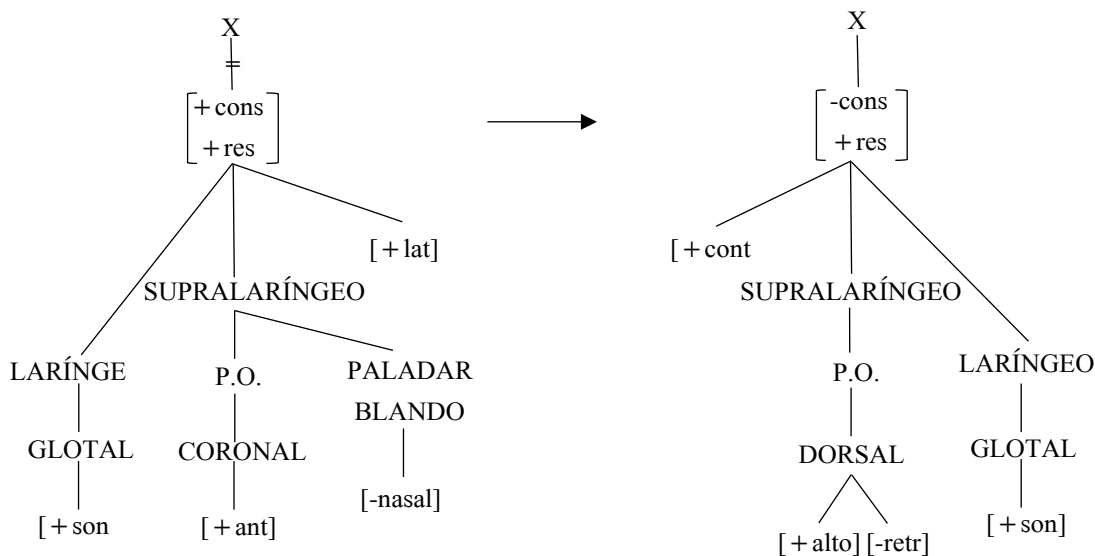 X
X
+ cons
+ res
-cons
+ res
[ + lat]
[ + cont
SUPRALARÍNGEO
SUPRALARÍNGEO
LARÍNGE
P.O.
PALADAR
BLANDO
P.O.
LARÍNGEO
GLOTAL
CORONAL
DORSAL
GLOTAL
[ + son
[ + ant]
[-nasal]
[ + alto] [-retr]
[ + son]